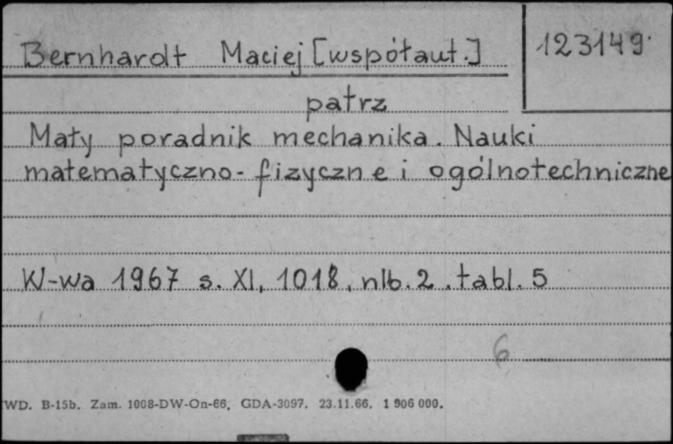 Bernhardt Maciej [współaut.] 123149
patrz
Mały poradnik mechanika. Nauki
matematyczno-fizyczne i ogólnotechniczne
W-wa 1967 s. XI, 1018, nlb. 2. tabl. 5
6
WD. B-15b. Zam. 1008-DW-On-66, GDA-3097. 23.11.66. 1 906 000.